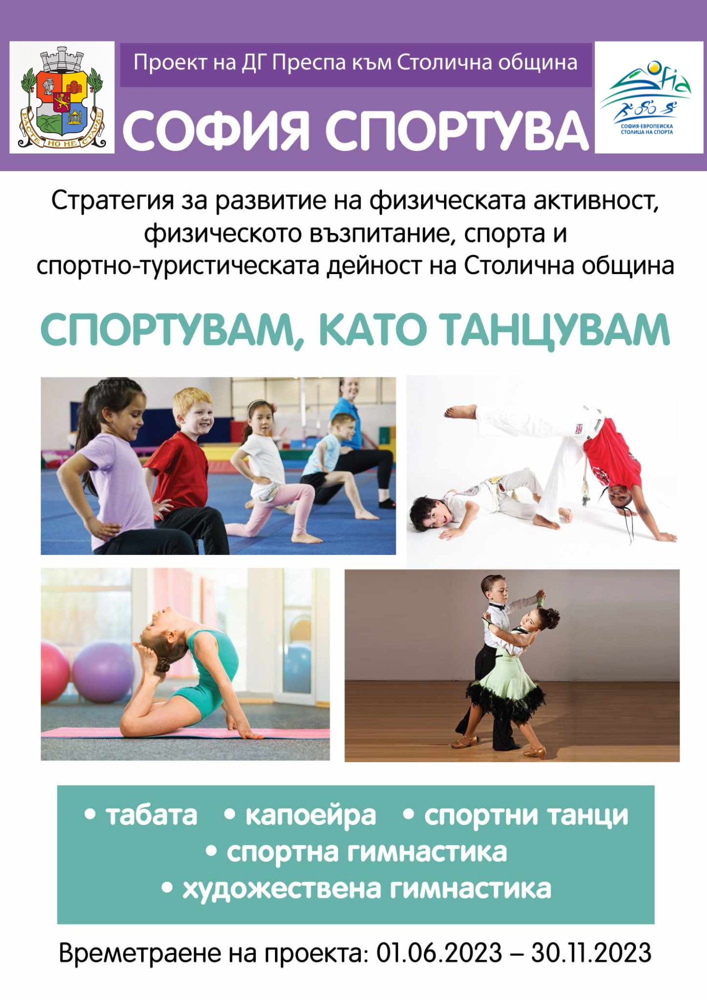 Проект на ДГ Преспа към Столична община
СОФИЯ СПОРТУВА
РАСТЕ НО НЕ СТАРѢЕ
Sofia
СОФИЯ-ЕВРОПЕЙСКА
СТОЛИЦА НА СПОРТА
Стратегия за развитие на физическата активност,
физическото възпитание, спорта и
спортно-туристическата дейност на Столична община
СПОРТУВАМ, КАТО ТАНЦУВАМ
• табата • капоейра • спортни танци
• спортна гимнастика
• художествена гимнастика
Времетраене на проекта: 01.06.2023 – 30.11.2023